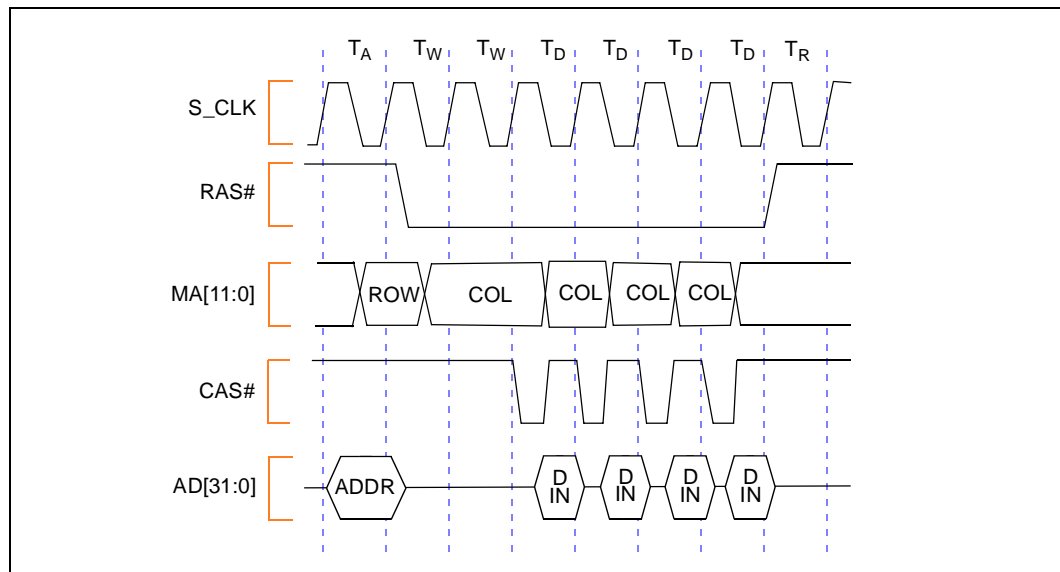 TA TW TW TD TD TD TD TR
S_CLK
RAS#
MA[11:0] ROW COL COL COL COL
CAS#
AD[31:0] ADDR D IN D IN D IN D IN